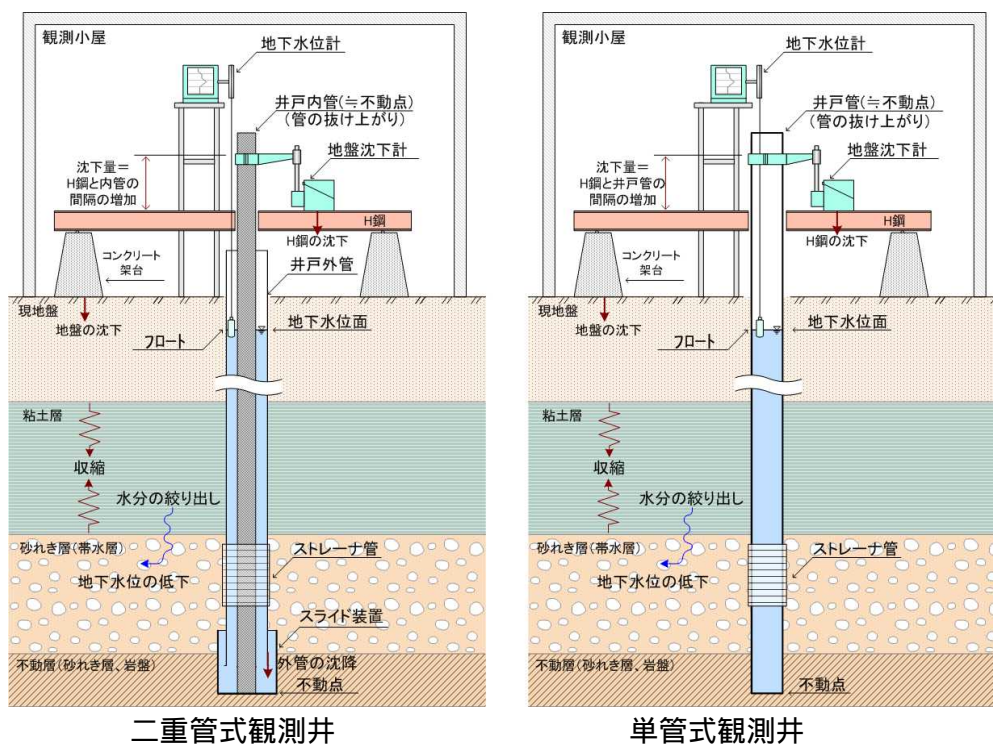 観測小屋
地下水位計
井戸内管(≒不動点)
(管の抜け上がり)
地盤沈下計
沈下量＝
H鋼と内管の
間隔の増加
H鋼
H鋼の沈下
コンクリート
架台
井戸外管
現地盤
地盤の沈下
地下水位面
フロート
粘土層
収縮
水分の絞り出し
砂れき層(帯水層)
ストレーナ管
地下水位の低下
スライド装置
不動層(砂れき層、岩盤)
外管の沈降
不動点
二重管式観測井
観測小屋
地下水位計
井戸管(≒不動点)
(管の抜け上がり)
地盤沈下計
沈下量＝
H鋼と井戸管の
間隔の増加
H鋼
H鋼の沈下
コンクリート
架台
現地盤
地盤の沈下
地下水位面
フロート
粘土層
収縮
水分の絞り出し
砂れき層(帯水層)
ストレーナ管
地下水位の低下
不動層(砂れき層、岩盤)
不動点
単管式観測井